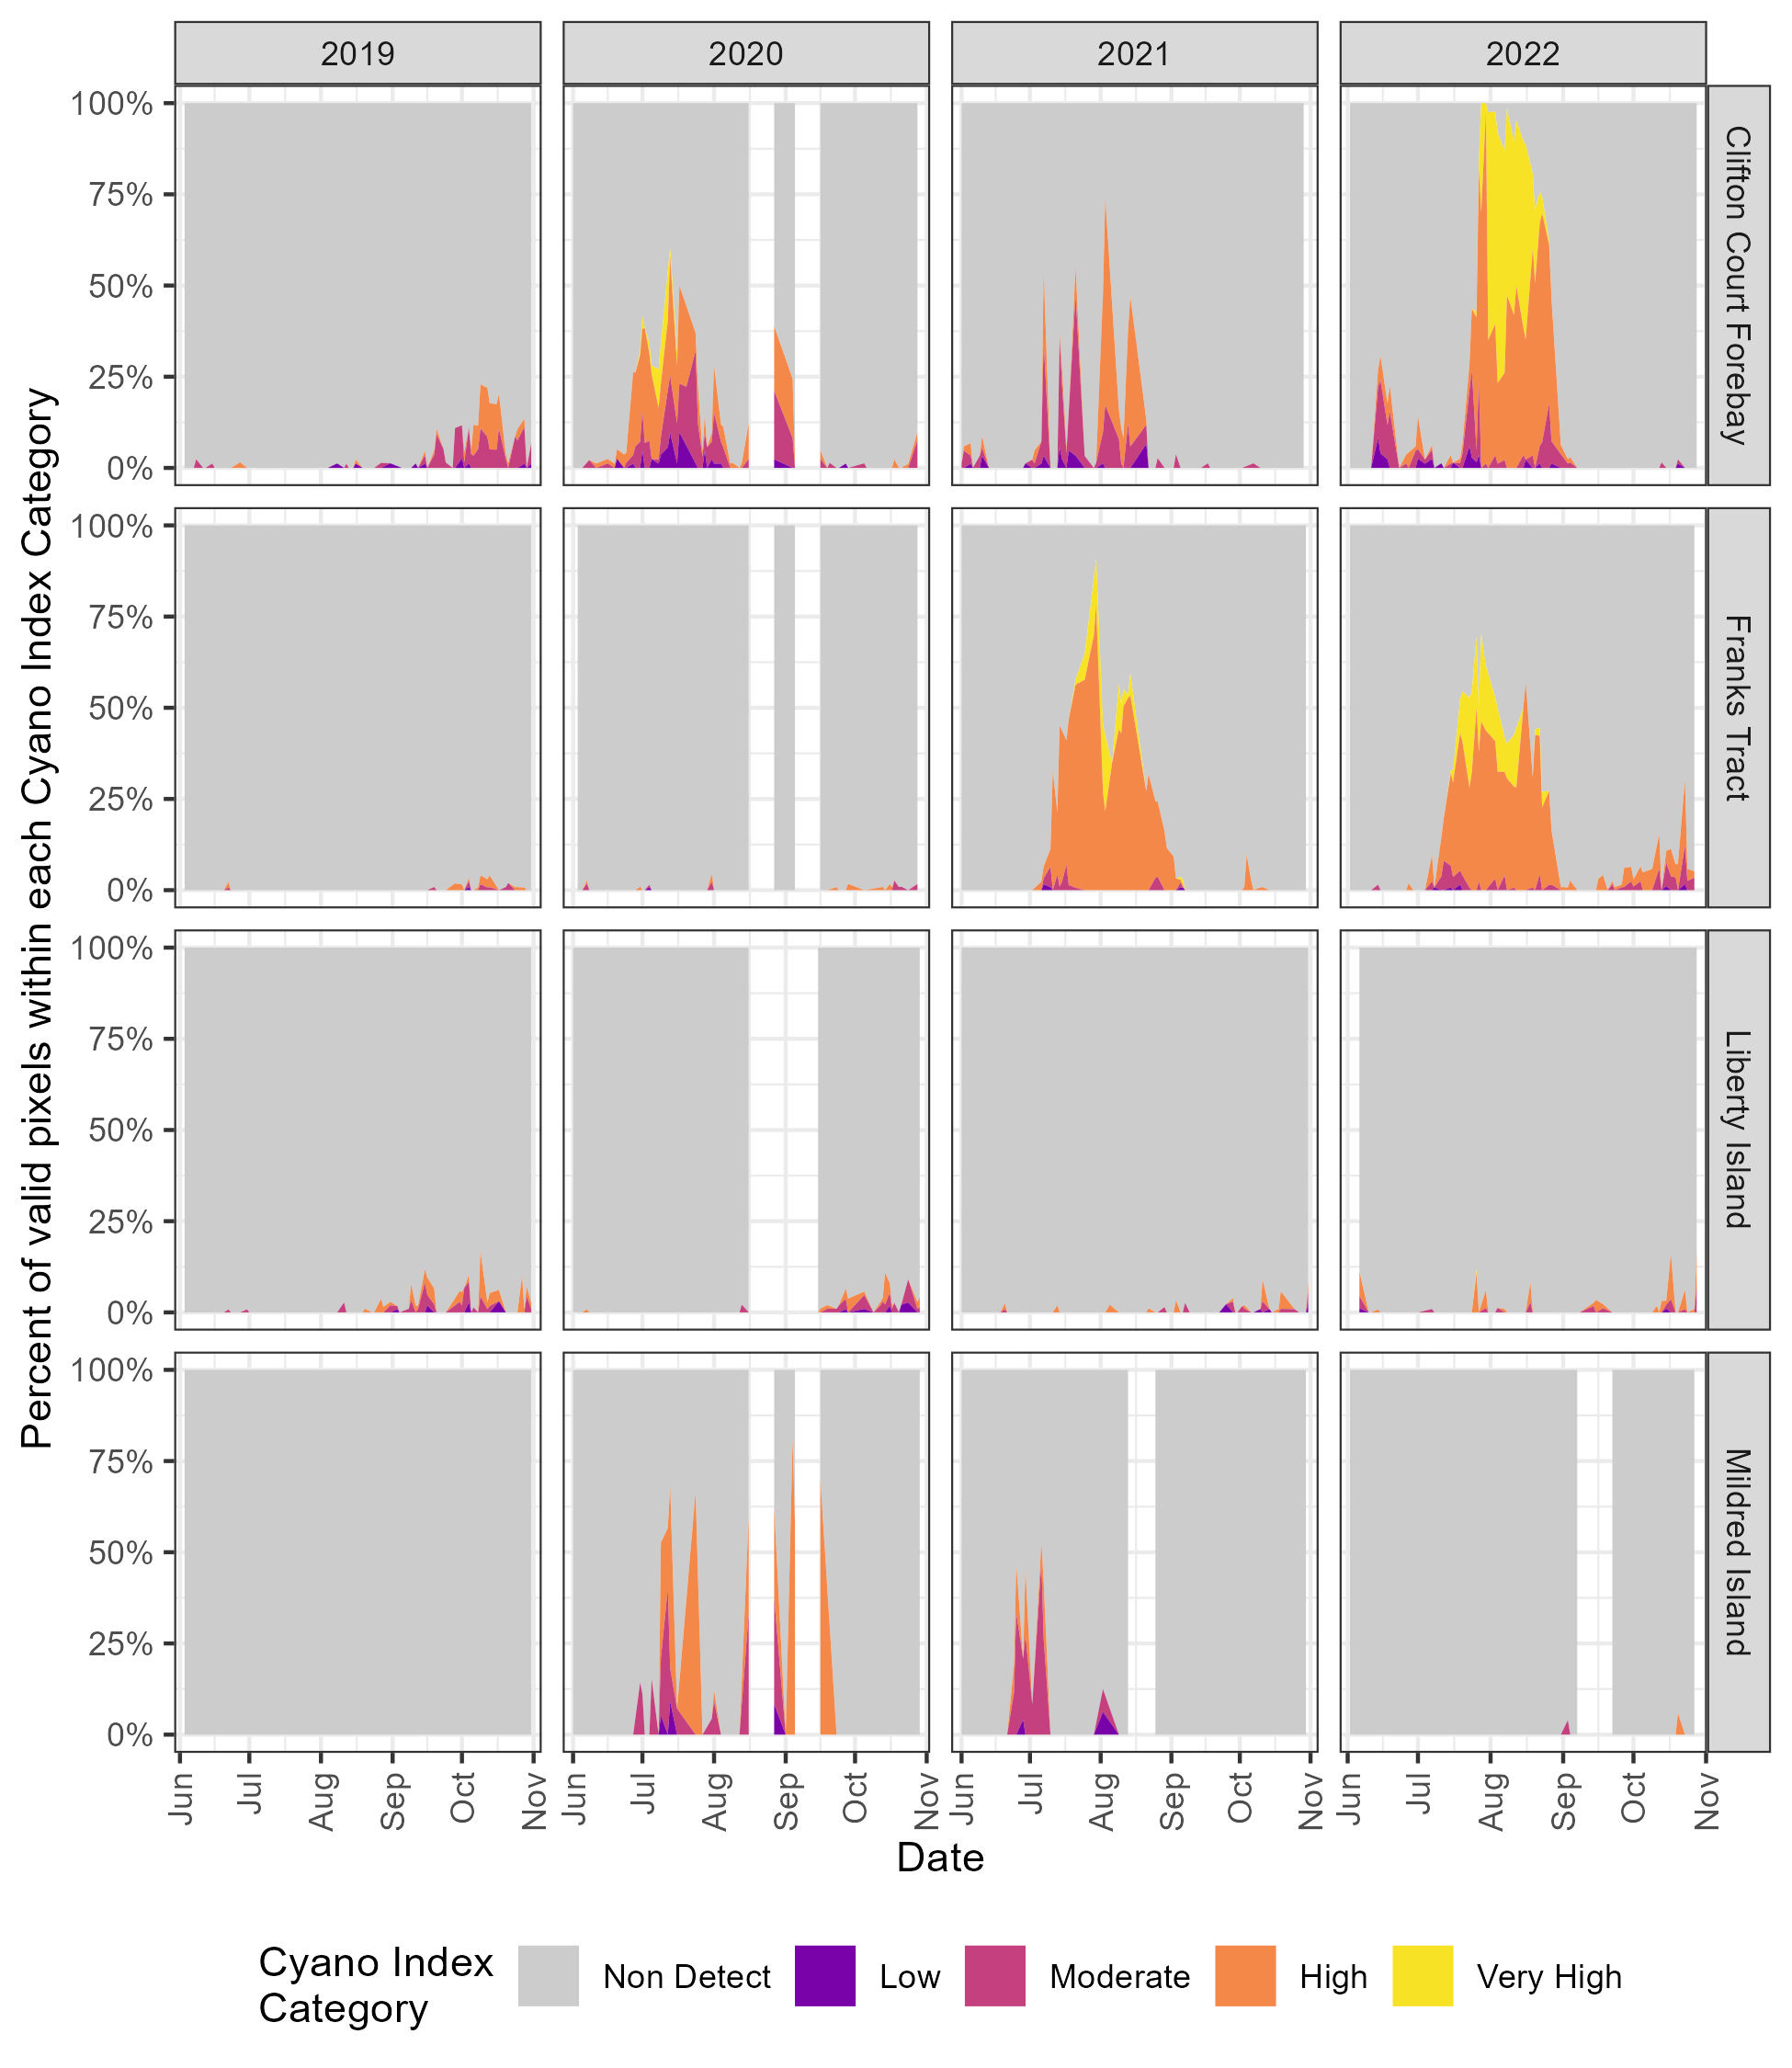 2019 2020 2021 2022
Percent of valid pixels within each Cyano Index Category
100%
75%
50%
25%
0%
Clifton Court Forebay
100%
75%
50%
25%
0%
Franks Tract
100%
75%
50%
25%
0%
Liberty Island
100%
75%
50%
25%
0%
Mildred Island
Jun Jul Aug Sep Oct Nov Jun Jul Aug Sep Oct Nov Jun Jul Aug Sep Oct Nov Jun Jul Aug Sep Oct Nov
Date
Cyano Index
Category
Non Detect Low Moderate High Very High